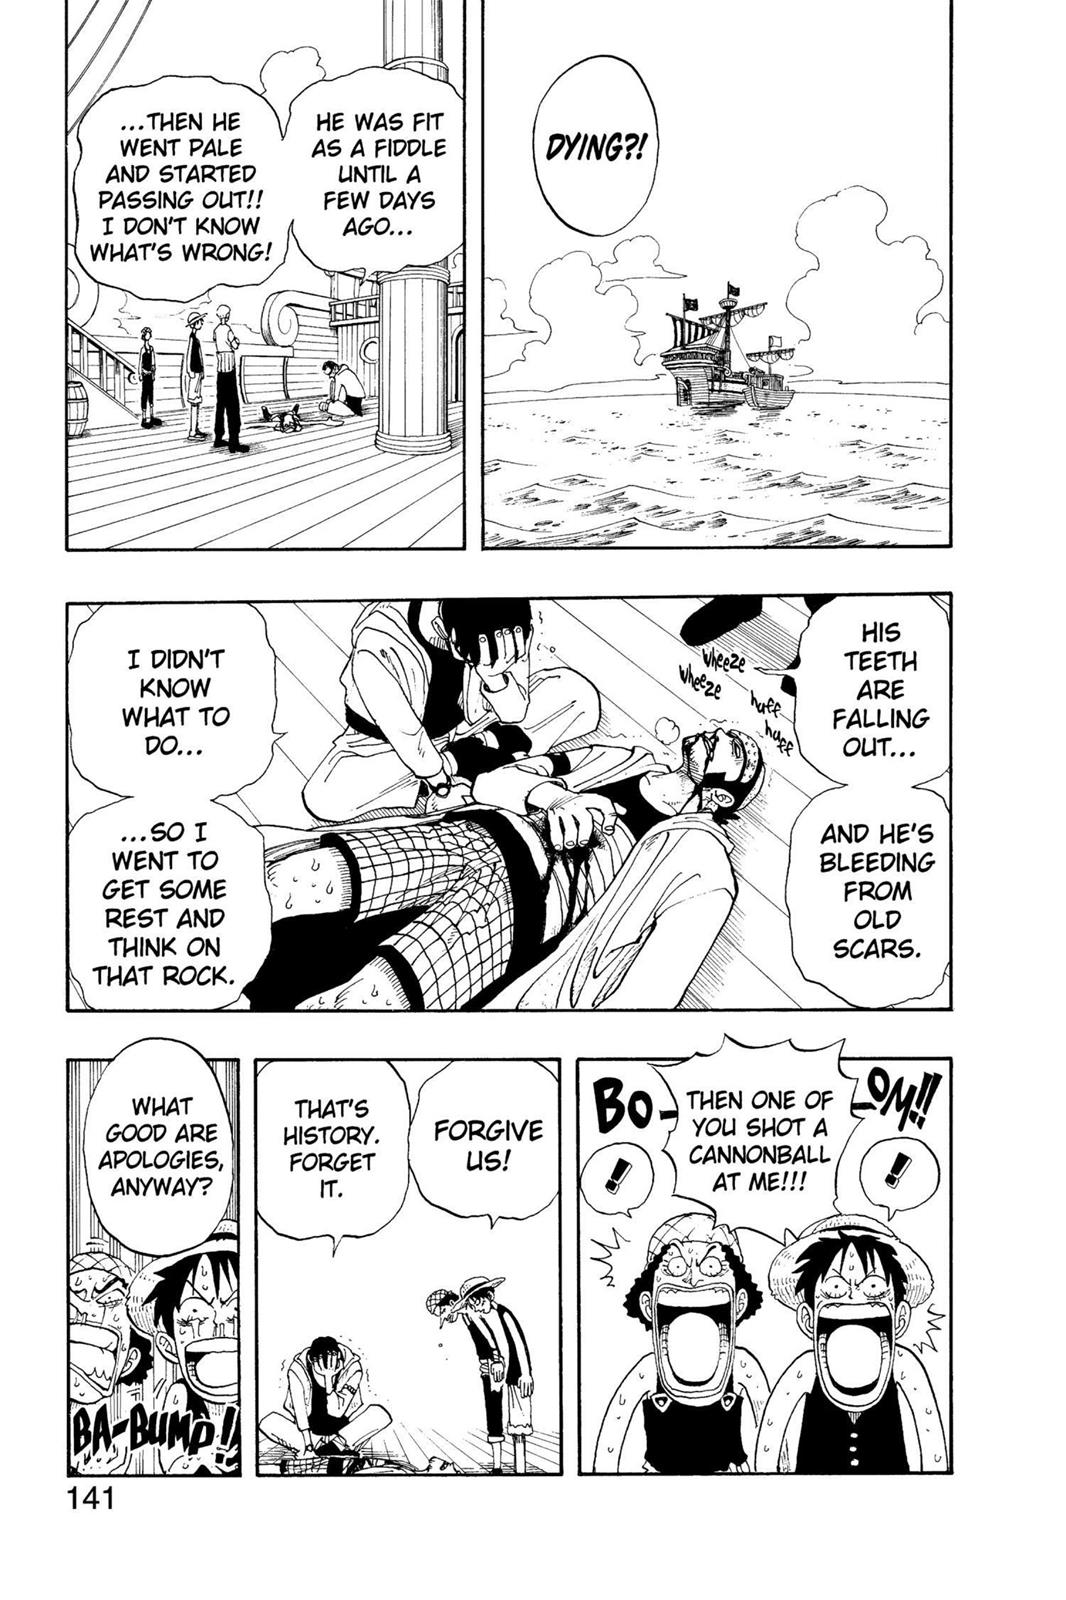 DYING?!
HE WAS FIT
AS A FIDDLE
UNTIL A
FEW DAYS
AGO...
...THEN HE
WENT PALE
AND STARTED
PASSING OUT!!
I DON'T KNOW
WHAT'S WRONG!
HIS
TEETH
ARE
FALLING
OUT...
AND HE'S
BLEEDING
FROM
OLD
SCARS.
wheeze
wheeze
huff
huff
I DIDN'T
KNOW
WHAT TO
DO...
...SO I
WENT TO
GET SOME
REST AND
THINK ON
THAT ROCK.
THEN ONE OF
YOU SHOT A
CANNONBALL
AT ME!!!
BO-
-OM!!
!
!
FORGIVE
US!
THAT'S
HISTORY.
FORGET
IT.
WHAT
GOOD ARE
APOLOGIES,
ANYWAY?
BA-BUMP!!
141